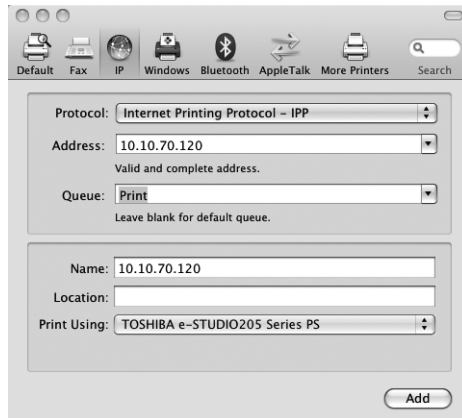 Default Fax IP Windows Bluetooth AppleTalk More Printers Search
Protocol: Internet Printing Protocol – IPP
Address: 10.10.70.120
Valid and complete address.
Queue: Print
Leave blank for default queue.
Name: 10.10.70.120
Location:
Print Using: TOSHIBA e-STUDIO205 Series PS
Add